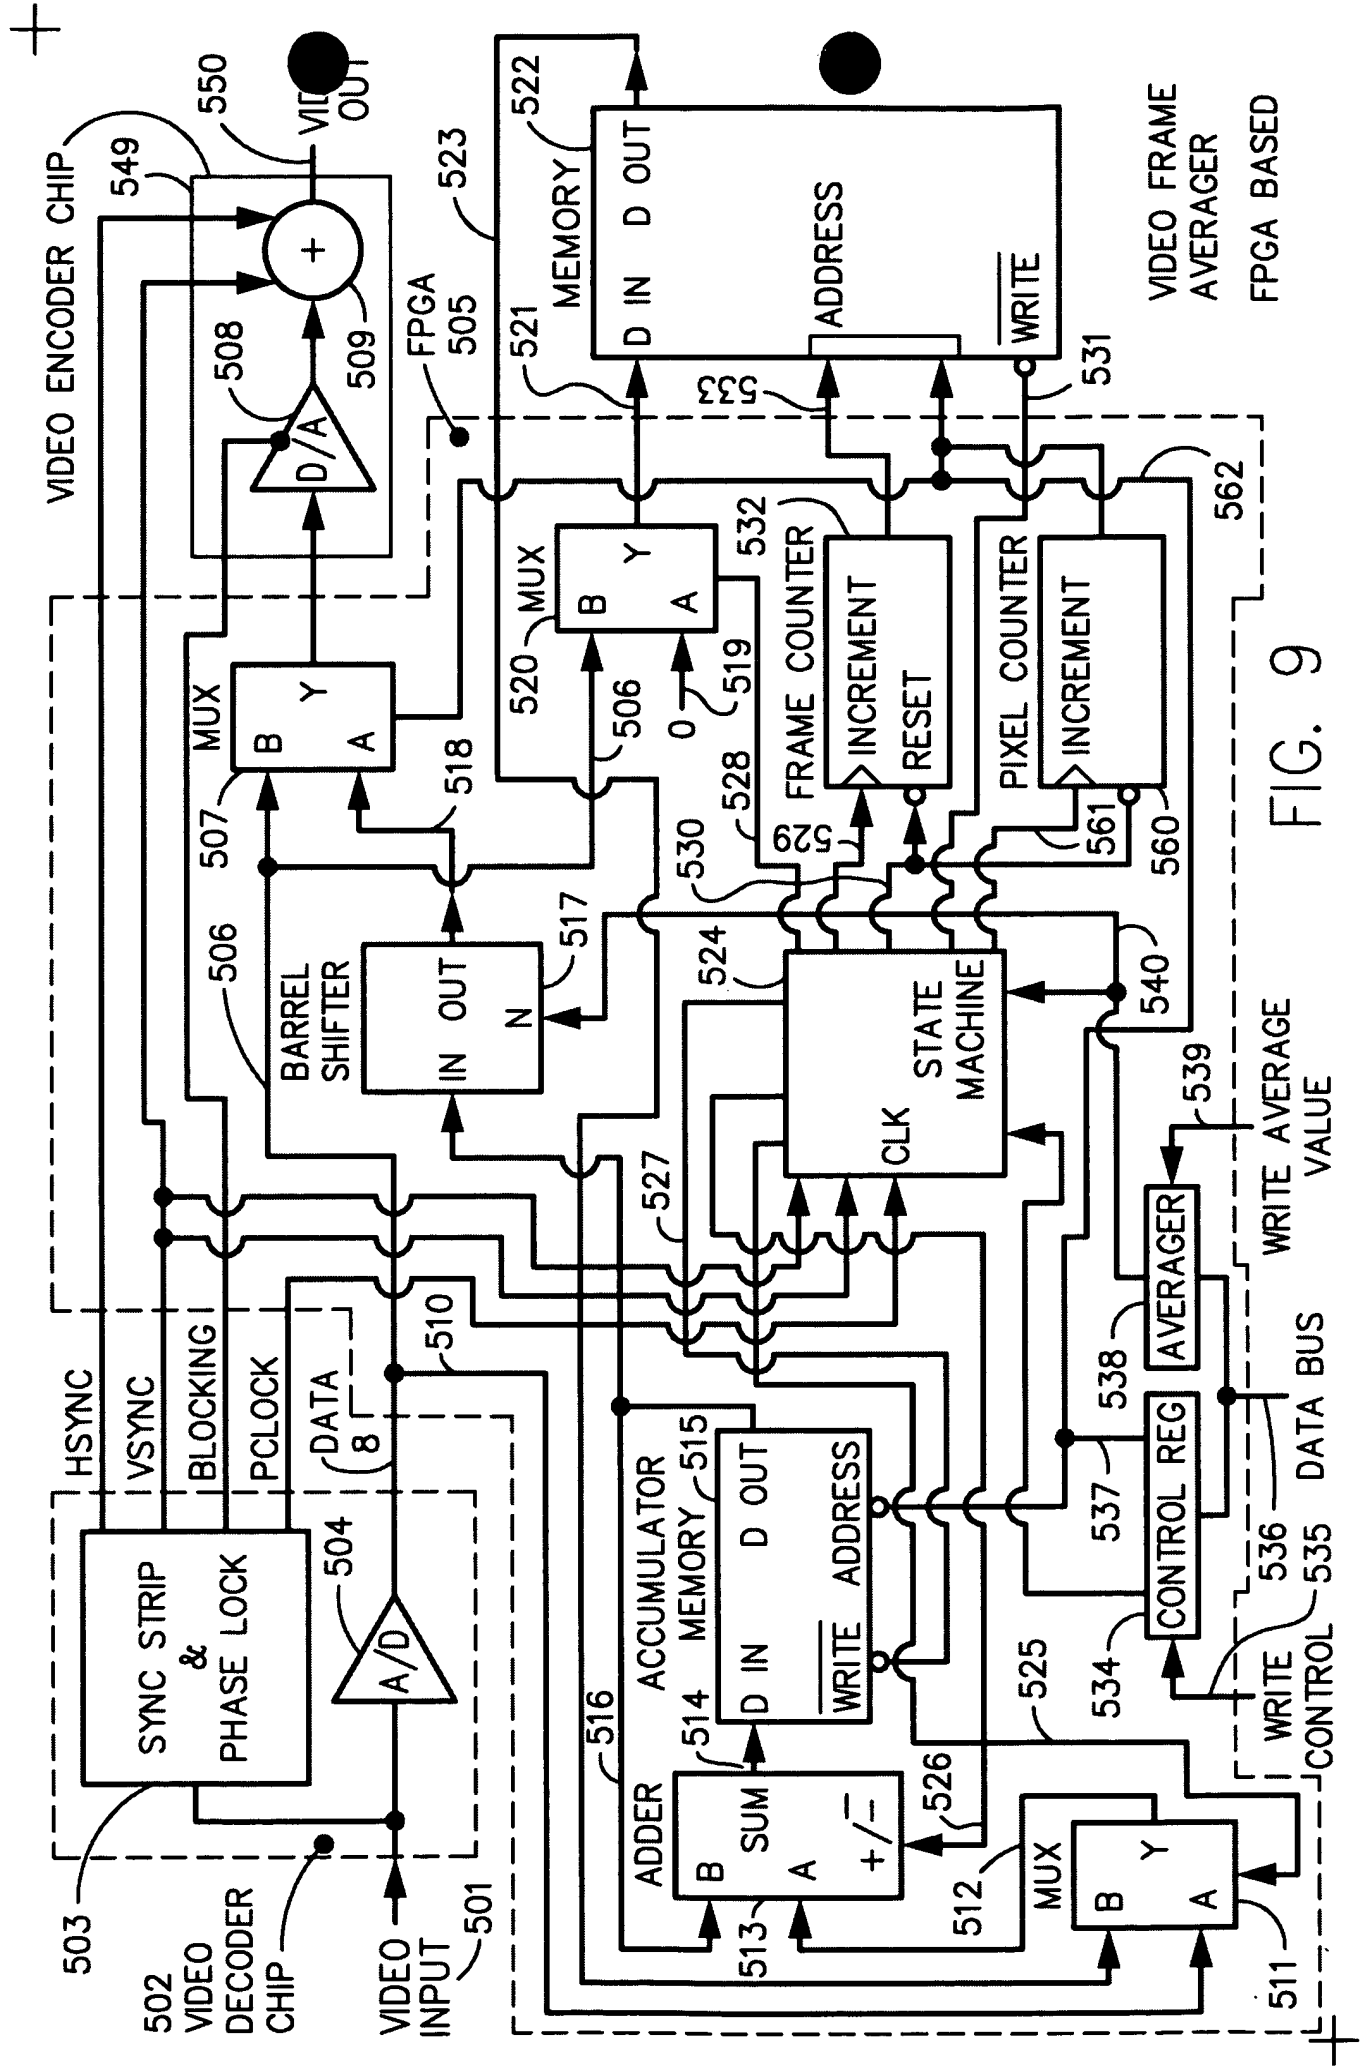 502
VIDEO
DECODER
CHIP
503
SYNC STRIP
&
PHASE LOCK
VIDEO
INPUT
501
A/D
504
HSYNC
VSYNC
BLOCKING
PCLOCK
DATA
8
510
506
BARREL
SHIFTER
IN OUT
N
517
518
507
MUX
B
A
Y
VIDEO ENCODER CHIP
549
D/A
508
+
509
550
OUT
FPGA
505
523
521
522
MEMORY
D IN D OUT
ADDRESS
WRITE
533
531
520
MUX
B
A
Y
506
0
519
528
532
FRAME COUNTER
INCREMENT
RESET
529
530
PIXEL COUNTER
INCREMENT
561
560
562
524
STATE
MACHINE
CLK
527
540
516
ADDER
B
A
SUM
+/-
513
514
ACCUMULATOR
MEMORY
515
D IN D OUT
WRITE ADDRESS
526
512
MUX
B
A
Y
511
525
534
CONTROL REG
537
538
AVERAGER
539
WRITE
CONTROL
535
536
DATA BUS
WRITE AVERAGE
VALUE
FIG. 9
VIDEO FRAME
AVERAGER
FPGA BASED